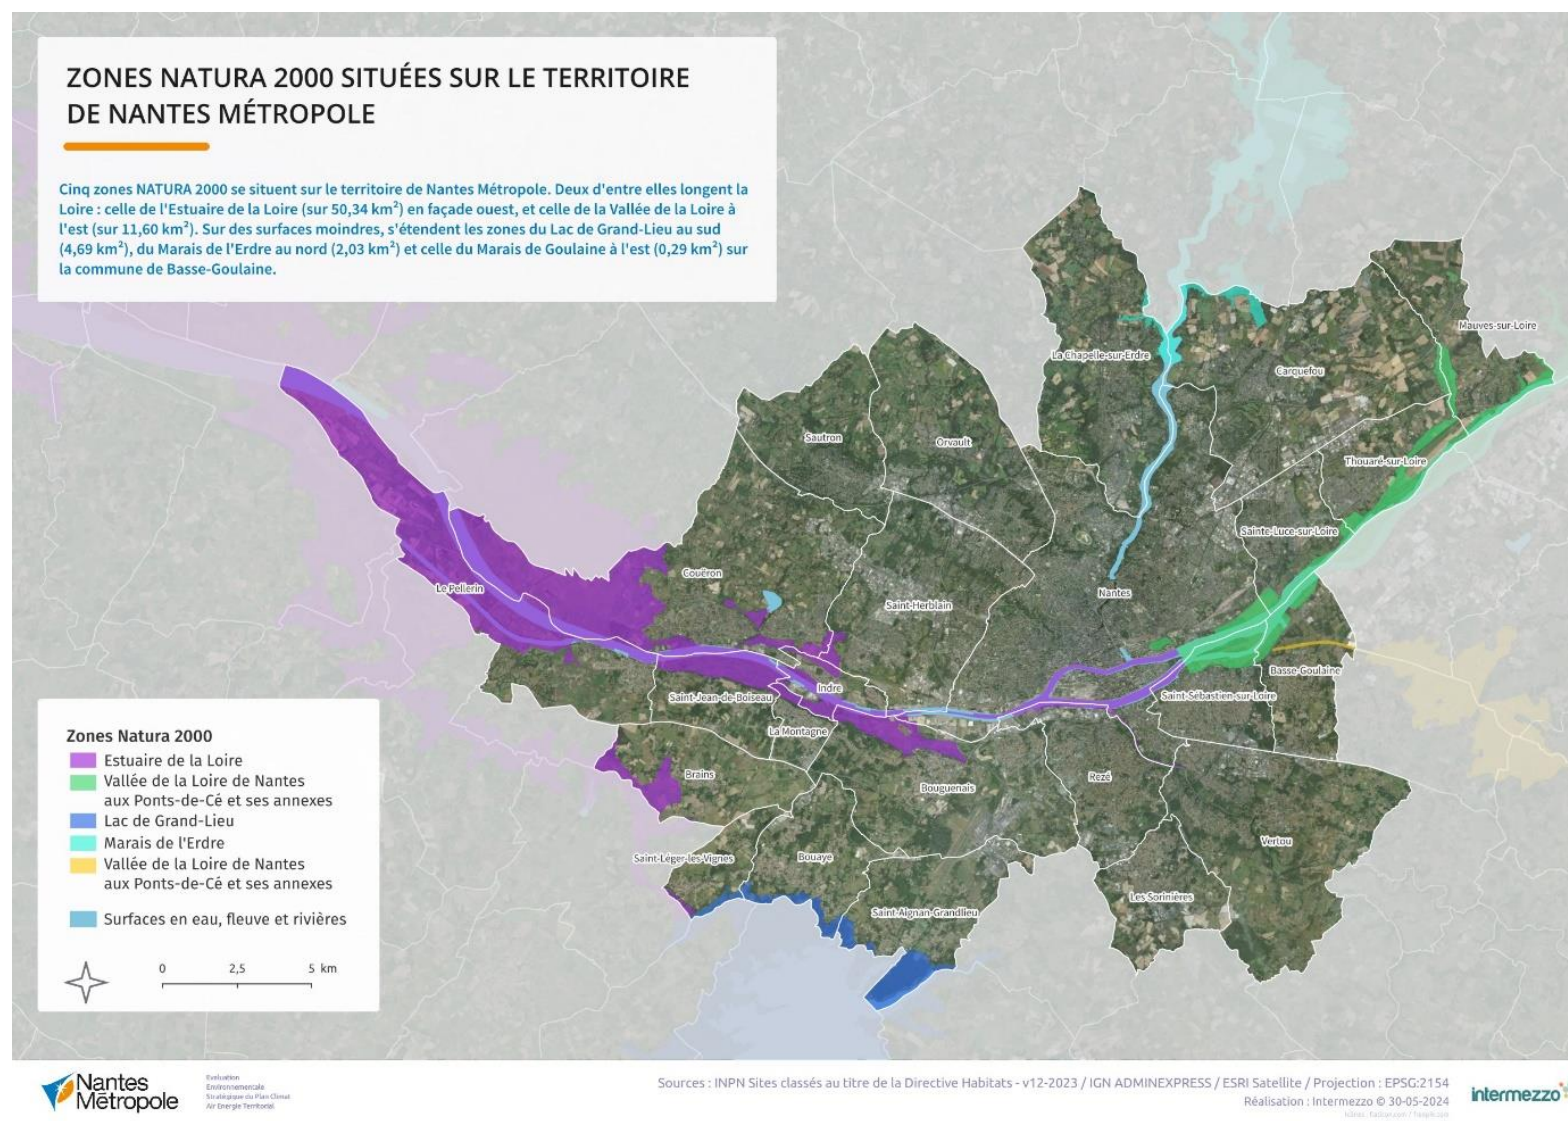 ZONES NATURA 2000 SITUÉES SUR LE TERRITOIRE
DE NANTES MÉTROPOLE
Cinq zones NATURA 2000 se situent sur le territoire de Nantes Métropole. Deux d'entre elles longent la
Loire : celle de l'Estuaire de la Loire (sur 50,34 km²) en façade ouest, et celle de la Vallée de la Loire à
l'est (sur 11,60 km²). Sur des surfaces moindres, s'étendent les zones du Lac de Grand-Lieu au sud
(4,69 km²), du Marais de l'Erdre au nord (2,03 km²) et celle du Marais de Goulaine à l'est (0,29 km²) sur
la commune de Basse-Goulaine.
Mauves-sur-Loire
La Chapelle-sur-Erdre
Carquefou
Sautron
Orvault
Thouaré-sur-Loire
Sainte-Luce-sur-Loire
Couëron
Le Pellerin
Nantes
Saint-Herblain
Basse-Goulaine
Indre
Saint-Jean-de-Boiseau
Saint-Sébastien-sur-Loire
La Montagne
Brains
Rezé
Bouguenais
Vertou
Saint-Léger-les-Vignes
Bouaye
Les Sorinières
Saint-Aignan-Grandlieu
Zones Natura 2000
Estuaire de la Loire
Vallée de la Loire de Nantes
aux Ponts-de-Cé et ses annexes
Lac de Grand-Lieu
Marais de l'Erdre
Vallée de la Loire de Nantes
aux Ponts-de-Cé et ses annexes
Surfaces en eau, fleuve et rivières
0 2,5 5 km
Nantes
Métropole
Evaluation
Environnementale
Stratégique du Plan Climat
Air Energie Territorial
Sources : INPN Sites classés au titre de la Directive Habitats - v12-2023 / IGN ADMINEXPRESS / ESRI Satellite / Projection : EPSG:2154
Réalisation : Intermezzo © 30-05-2024
intermezzo